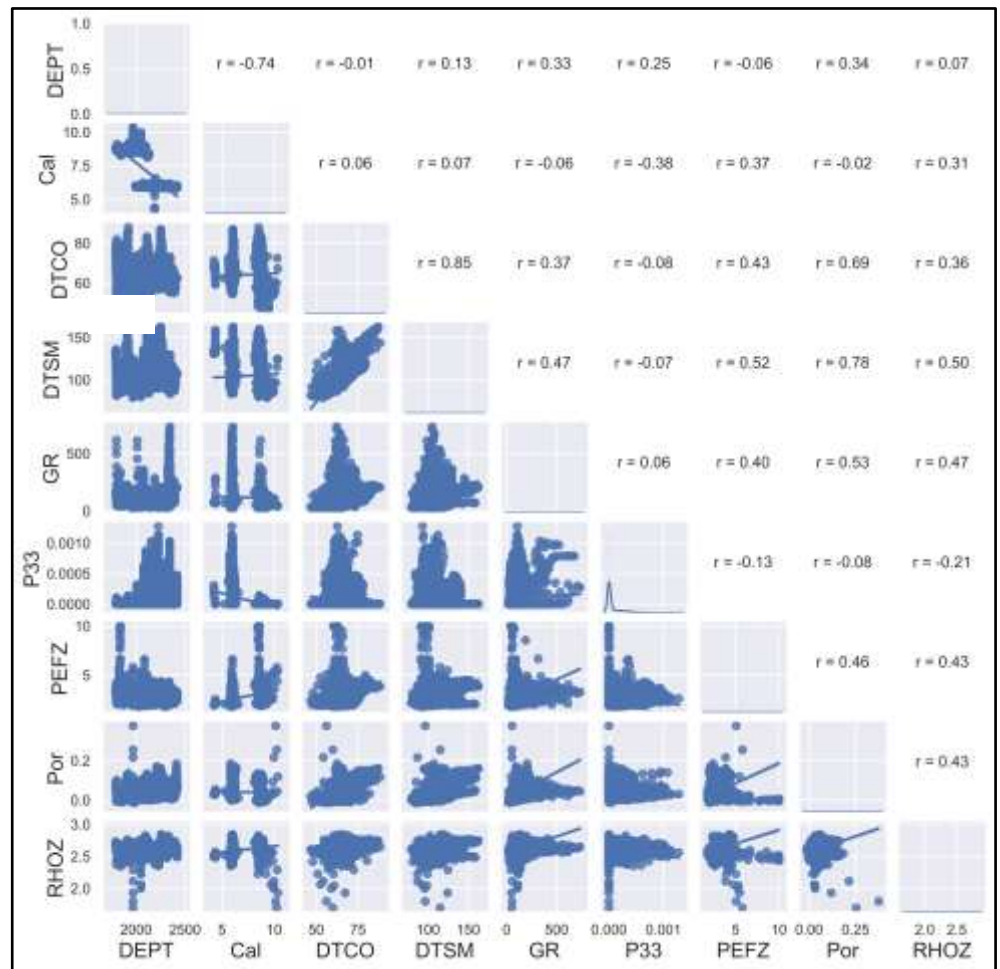 1.0
DEPT
0.5
r = -0.74 r = -0.01 r = 0.13 r = 0.33 r = 0.25 r = -0.06 r = 0.34 r = 0.07
0.0
10.0
Cal
7.5
r = 0.06 r = 0.07 r = -0.06 r = -0.38 r = 0.37 r = -0.02 r = 0.31
5.0
80
DTCO
r = 0.85 r = 0.37 r = -0.08 r = 0.43 r = 0.69 r = 0.36
60
150
DTSM
r = 0.47 r = -0.07 r = 0.52 r = 0.78 r = 0.50
100
500
GR
r = 0.06 r = 0.40 r = 0.53 r = 0.47
0
0.0010
P33
0.0005
r = -0.13 r = -0.08 r = -0.21
0.0000
10
PEFZ
5
r = 0.46 r = 0.43
Por
0.2
r = 0.43
0.0
3.0
RHOZ
2.5
2.0
2000 2500 5 10 50 75 100 150 0 500 0.000 0.001 5 10 0.00 0.25 2.0 2.5
DEPT Cal DTCO DTSM GR P33 PEFZ Por RHOZ